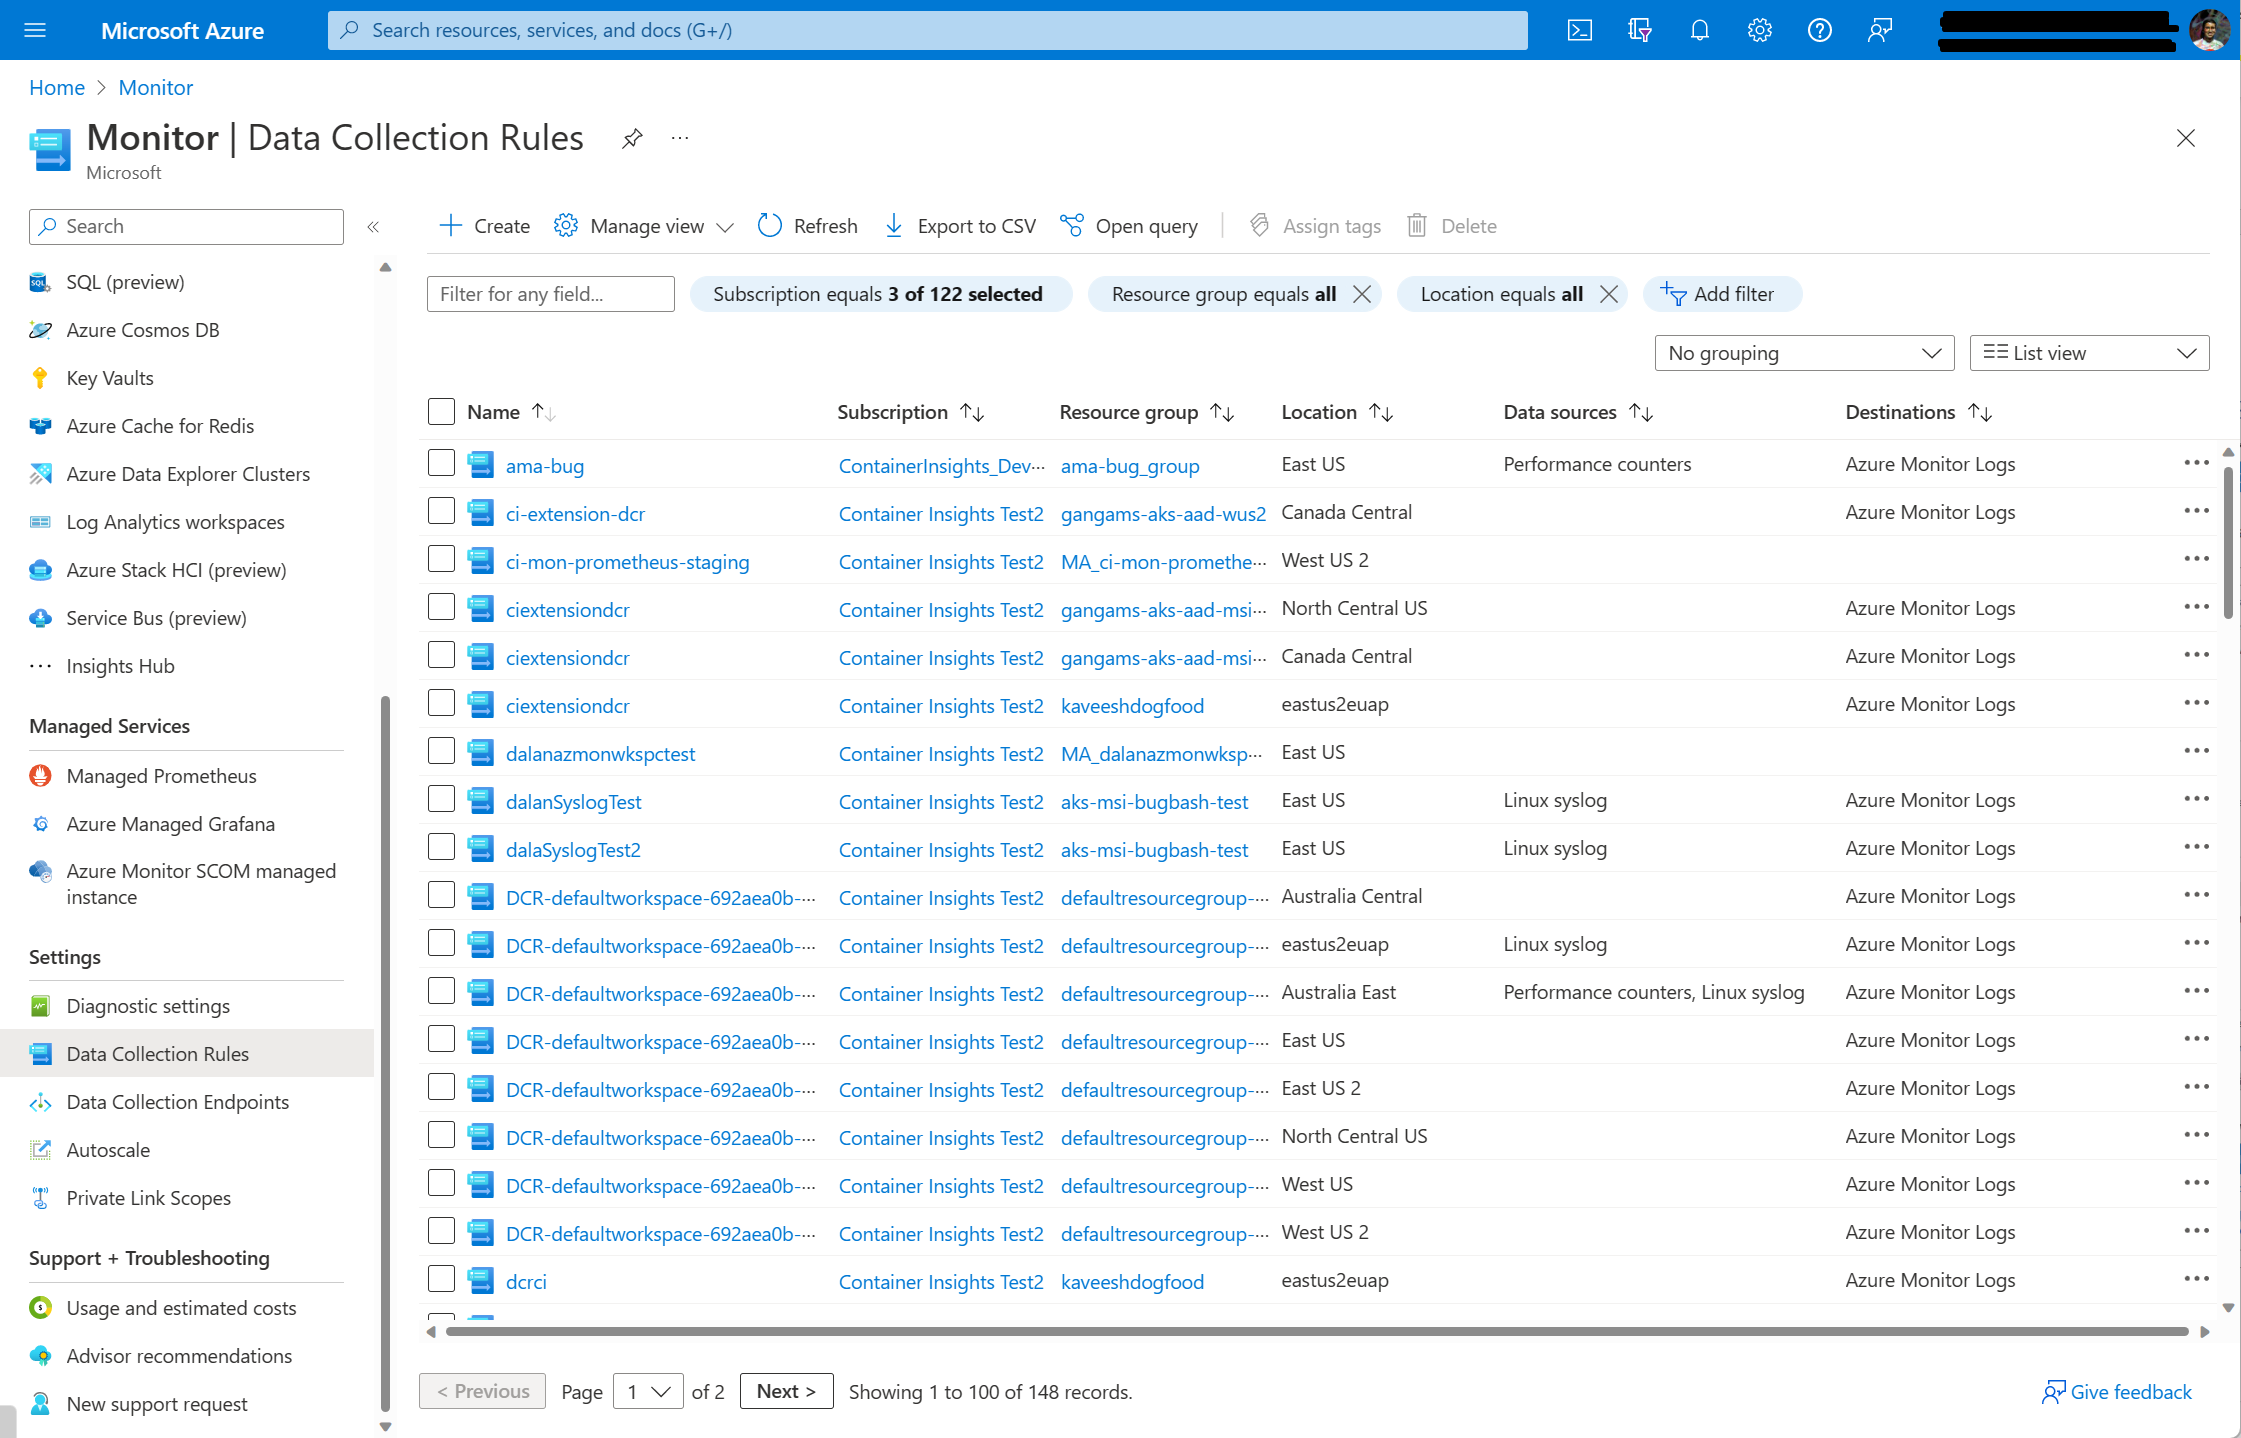 Microsoft Azure
Search resources, services, and docs (G+/)
Home > Monitor
Monitor | Data Collection Rules
...
Microsoft
Search
«
SQL (preview)
Azure Cosmos DB
Key Vaults
Azure Cache for Redis
Azure Data Explorer Clusters
Log Analytics workspaces
Azure Stack HCI (preview)
Service Bus (preview)
Insights Hub
Managed Services
Managed Prometheus
Azure Managed Grafana
Azure Monitor SCOM managed
instance
Settings
Diagnostic settings
Data Collection Rules
Data Collection Endpoints
Autoscale
Private Link Scopes
Support + Troubleshooting
Usage and estimated costs
Advisor recommendations
New support request
Create Manage view Refresh Export to CSV Open query Assign tags Delete
Filter for any field... Subscription equals 3 of 122 selected Resource group equals all Location equals all Add filter
No grouping List view
Name Subscription Resource group Location Data sources Destinations
ama-bug ContainerInsights_Dev... ama-bug_group East US Performance counters Azure Monitor Logs
ci-extension-dcr Container Insights Test2 gangams-aks-aad-wus2 Canada Central Azure Monitor Logs
ci-mon-prometheus-staging Container Insights Test2 MA_ci-mon-promethe... West US 2
ciextensiondcr Container Insights Test2 gangams-aks-aad-msi... North Central US Azure Monitor Logs
ciextensiondcr Container Insights Test2 gangams-aks-aad-msi... Canada Central Azure Monitor Logs
ciextensiondcr Container Insights Test2 kaveeshdogfood eastus2euap Azure Monitor Logs
dalanazmonwkspctest Container Insights Test2 MA_dalanazmonwksp... East US
dalanSyslogTest Container Insights Test2 aks-msi-bugbash-test East US Linux syslog Azure Monitor Logs
dalaSyslogTest2 Container Insights Test2 aks-msi-bugbash-test East US Linux syslog Azure Monitor Logs
DCR-defaultworkspace-692aea0b-... Container Insights Test2 defaultresourcegroup-... Australia Central Azure Monitor Logs
DCR-defaultworkspace-692aea0b-... Container Insights Test2 defaultresourcegroup-... eastus2euap Linux syslog Azure Monitor Logs
DCR-defaultworkspace-692aea0b-... Container Insights Test2 defaultresourcegroup-... Australia East Performance counters, Linux syslog Azure Monitor Logs
DCR-defaultworkspace-692aea0b-... Container Insights Test2 defaultresourcegroup-... East US Azure Monitor Logs
DCR-defaultworkspace-692aea0b-... Container Insights Test2 defaultresourcegroup-... East US 2 Azure Monitor Logs
DCR-defaultworkspace-692aea0b-... Container Insights Test2 defaultresourcegroup-... North Central US Azure Monitor Logs
DCR-defaultworkspace-692aea0b-... Container Insights Test2 defaultresourcegroup-... West US Azure Monitor Logs
DCR-defaultworkspace-692aea0b-... Container Insights Test2 defaultresourcegroup-... West US 2 Azure Monitor Logs
dcrci Container Insights Test2 kaveeshdogfood eastus2euap Azure Monitor Logs
< Previous Page 1 of 2 Next > Showing 1 to 100 of 148 records. Give feedback